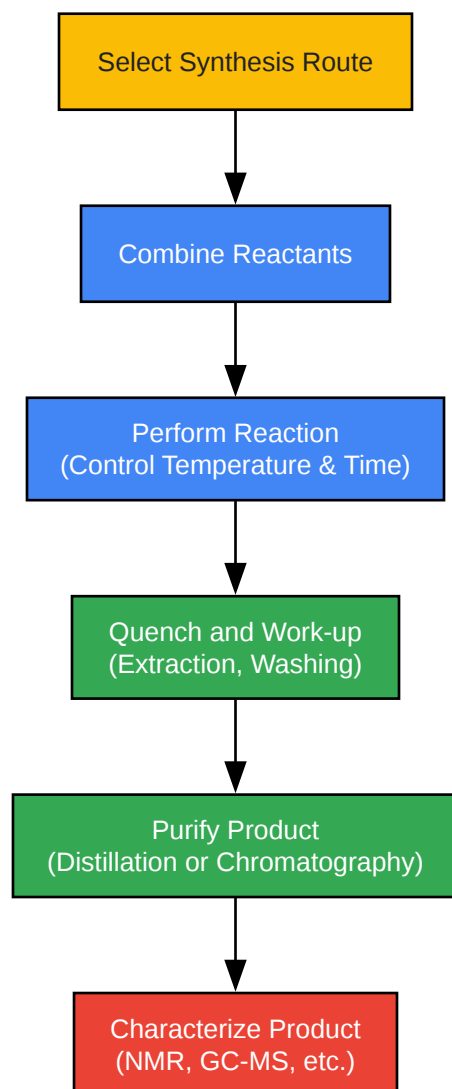 Select Synthesis Route
Combine Reactants
Perform Reaction
(Control Temperature & Time)
Quench and Work-up
(Extraction, Washing)
Purify Product
(Distillation or Chromatography)
Characterize Product
(NMR, GC-MS, etc.)